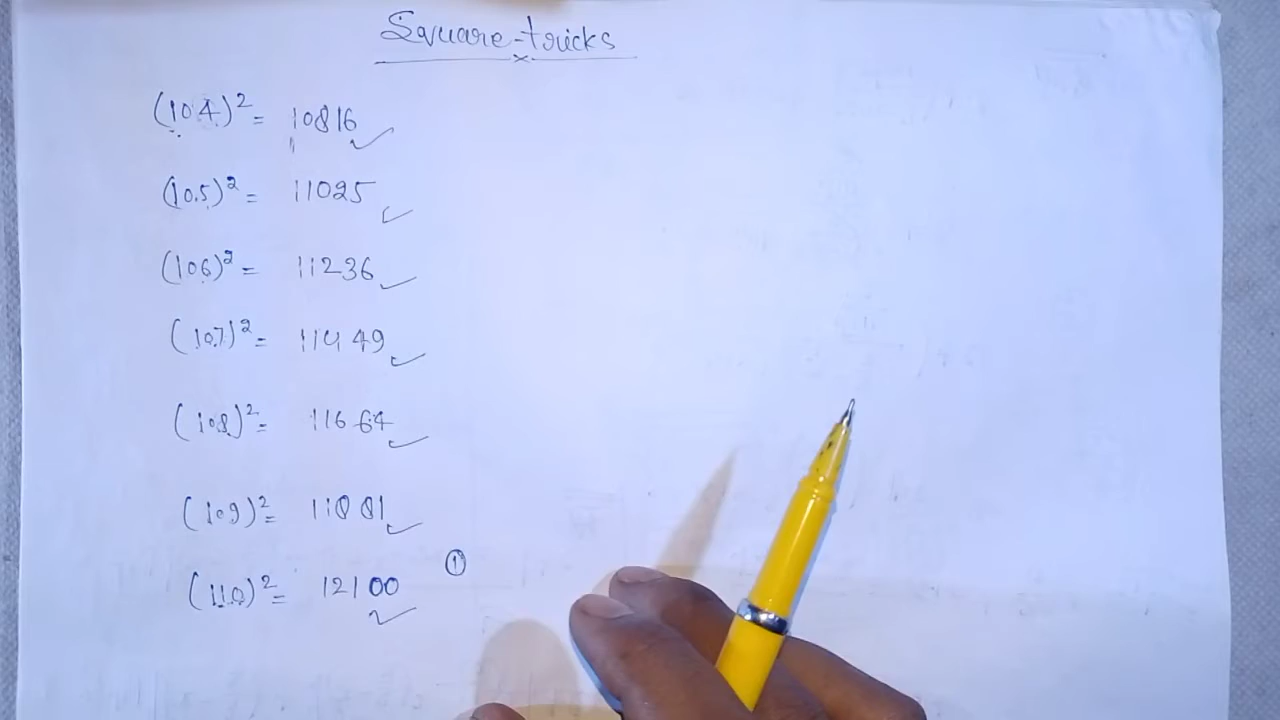 Square-tricks
(104)² = 10816
(105)² = 11025
(106)² = 11236
(107)² = 11449
(108)² = 11664
(109)² = 11881
(110)² = 12100 ①